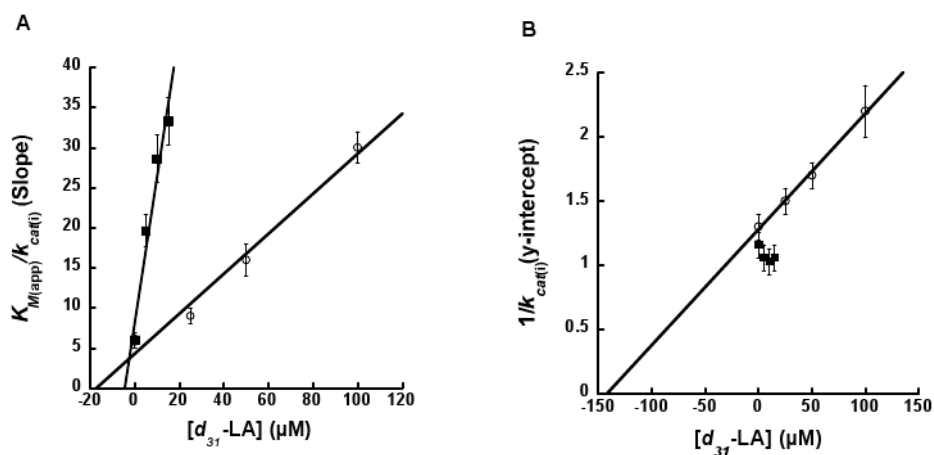 A
K_M(app)/k_cat(i) (Slope)
40
35
30
25
20
15
10
5
0
-20 0 20 40 60 80 100 120
[d31-LA] (µM)
B
1/k_cat(i) (y-intercept)
2.5
2
1.5
1
0.5
0
-150 -100 -50 0 50 100 150
[d31-LA] (µM)